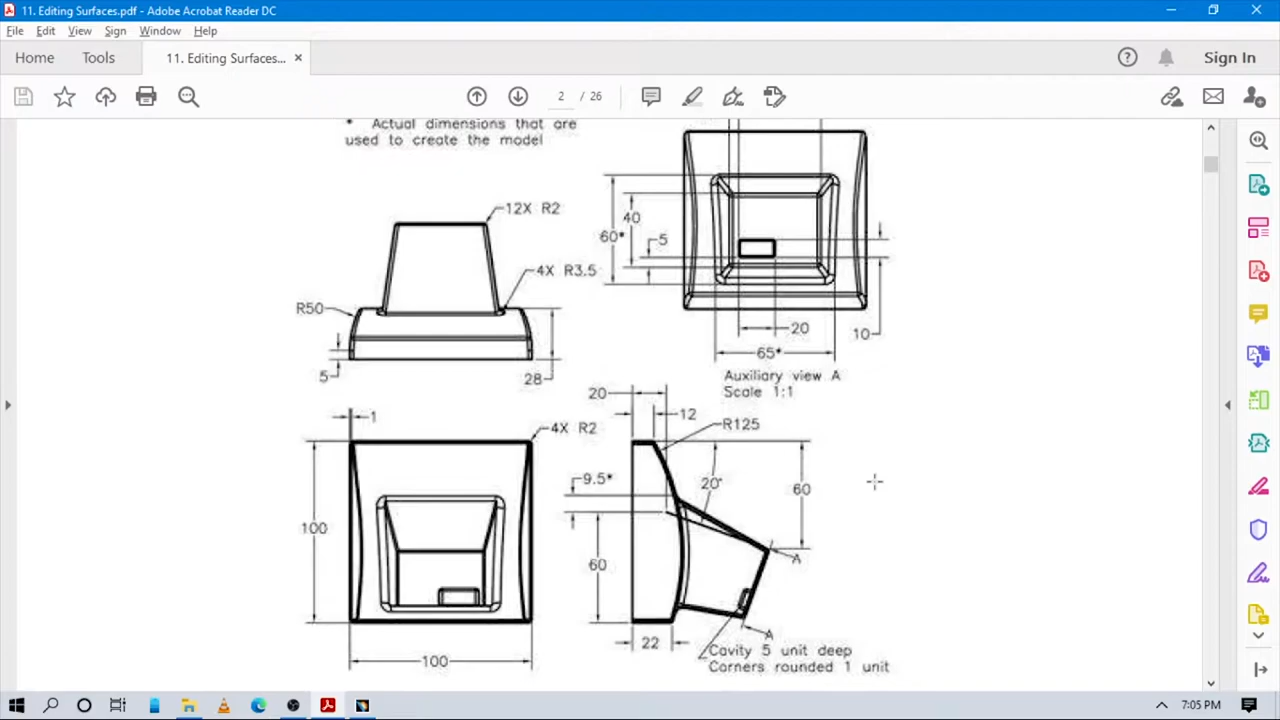 11. Editing Surfaces.pdf - Adobe Acrobat Reader DC
File Edit View Sign Window Help
Home Tools 11. Editing Surfaces... ×
Sign In
2 / 26
* Actual dimensions that are
used to create the model
12X R2
4X R3.5
R50
5
28
40
60*
5
20
10
65*
Auxiliary view A
Scale 1:1
1
4X R2
100
100
20
12
R125
9.5*
20°
60
60
A
A
22
Cavity 5 unit deep
Corners rounded 1 unit
7:05 PM